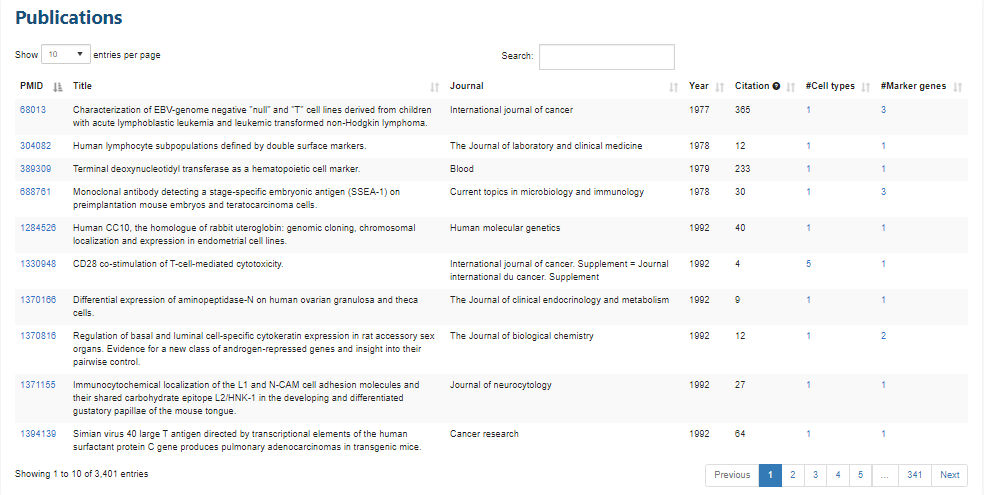 Publications
Show 10 entries per page Search:
PMID Title Journal Year Citation #Cell types #Marker genes
68013 Characterization of EBV-genome negative "null" and "T" cell lines derived from children International journal of cancer 1977 365 1 3
with acute lymphoblastic leukemia and leukemic transformed non-Hodgkin lymphoma.
304082 Human lymphocyte subpopulations defined by double surface markers. The Journal of laboratory and clinical medicine 1978 12 1 1
389309 Terminal deoxynucleotidyl transferase as a hematopoietic cell marker. Blood 1979 233 1 1
688761 Monoclonal antibody detecting a stage-specific embryonic antigen (SSEA-1) on Current topics in microbiology and immunology 1978 30 1 3
preimplantation mouse embryos and teratocarcinoma cells.
1284526 Human CC10, the homologue of rabbit uteroglobin: genomic cloning, chromosomal Human molecular genetics 1992 40 1 1
localization and expression in endometrial cell lines.
1330948 CD28 co-stimulation of T-cell-mediated cytotoxicity. International journal of cancer. Supplement = Journal 1992 4 5 1
international du cancer. Supplement
1370166 Differential expression of aminopeptidase-N on human ovarian granulosa and theca The Journal of clinical endocrinology and metabolism 1992 9 1 1
cells.
1370816 Regulation of basal and luminal cell-specific cytokeratin expression in rat accessory sex The Journal of biological chemistry 1992 12 1 2
organs. Evidence for a new class of androgen-repressed genes and insight into their
pairwise control.
1371155 Immunocytochemical localization of the L1 and N-CAM cell adhesion molecules and Journal of neurocytology 1992 27 1 1
their shared carbohydrate epitope L2/HNK-1 in the developing and differentiated
gustatory papillae of the mouse tongue.
1394139 Simian virus 40 large T antigen directed by transcriptional elements of the human Cancer research 1992 64 1 1
surfactant protein C gene produces pulmonary adenocarcinomas in transgenic mice.
Showing 1 to 10 of 3,401 entries Previous 1 2 3 4 5 ... 341 Next